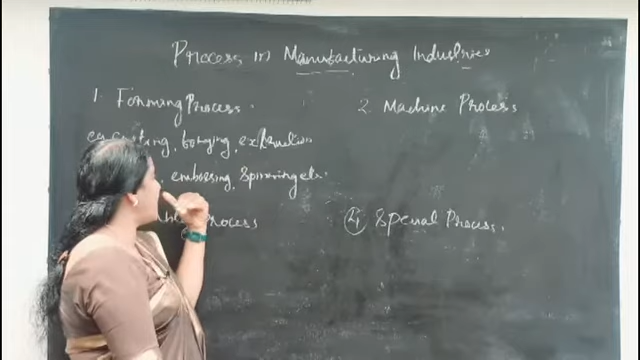 Process in Manufacturing Industries
1. Forming Process.
2. Machine Process
eg. casting, forging, extrusion
embossing, spinning etc.
Process
4 Special Process.